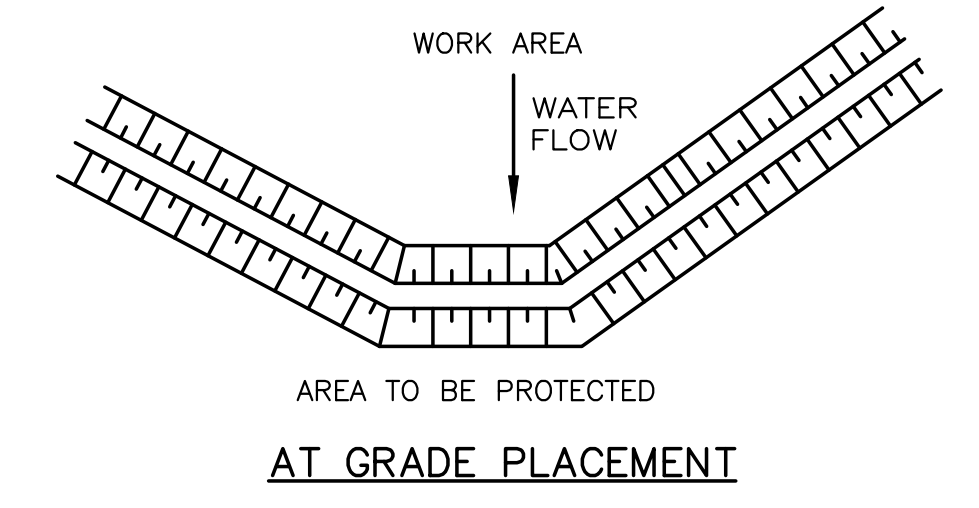 WORK AREA
WATER
FLOW
AREA TO BE PROTECTED
AT GRADE PLACEMENT